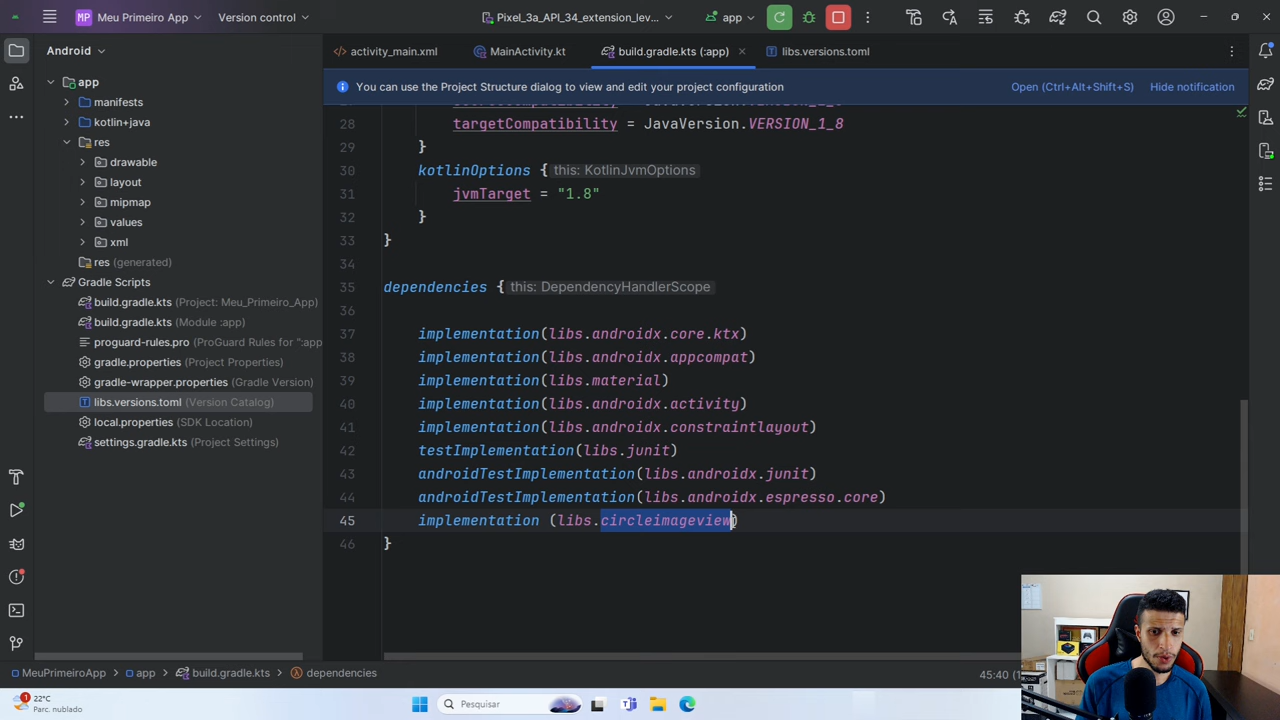 MP Meu Primeiro App Version control Pixel_3a_API_34_extension_lev... app
Android
activity_main.xml MainActivity.kt build.gradle.kts (:app) libs.versions.toml
You can use the Project Structure dialog to view and edit your project configuration Open (Ctrl+Alt+Shift+S) Hide notification
app
manifests
kotlin+java
res
drawable
layout
mipmap
values
xml
res (generated)
Gradle Scripts
build.gradle.kts (Project: Meu_Primeiro_App)
build.gradle.kts (Module :app)
proguard-rules.pro (ProGuard Rules for ":app
gradle.properties (Project Properties)
gradle-wrapper.properties (Gradle Version)
libs.versions.toml (Version Catalog)
local.properties (SDK Location)
settings.gradle.kts (Project Settings)
28 targetCompatibility = JavaVersion.VERSION_1_8
29 }
30 kotlinOptions { this: KotlinJvmOptions
31 jvmTarget = "1.8"
32 }
33 }
34
35 dependencies { this: DependencyHandlerScope
36
37 implementation(libs.androidx.core.ktx)
38 implementation(libs.androidx.appcompat)
39 implementation(libs.material)
40 implementation(libs.androidx.activity)
41 implementation(libs.androidx.constraintlayout)
42 testImplementation(libs.junit)
43 androidTestImplementation(libs.androidx.junit)
44 androidTestImplementation(libs.androidx.espresso.core)
45 implementation (libs.circleimageview)
46 }
MeuPrimeiroApp app build.gradle.kts dependencies 45:40
22°C
Parc. nublado
Pesquisar